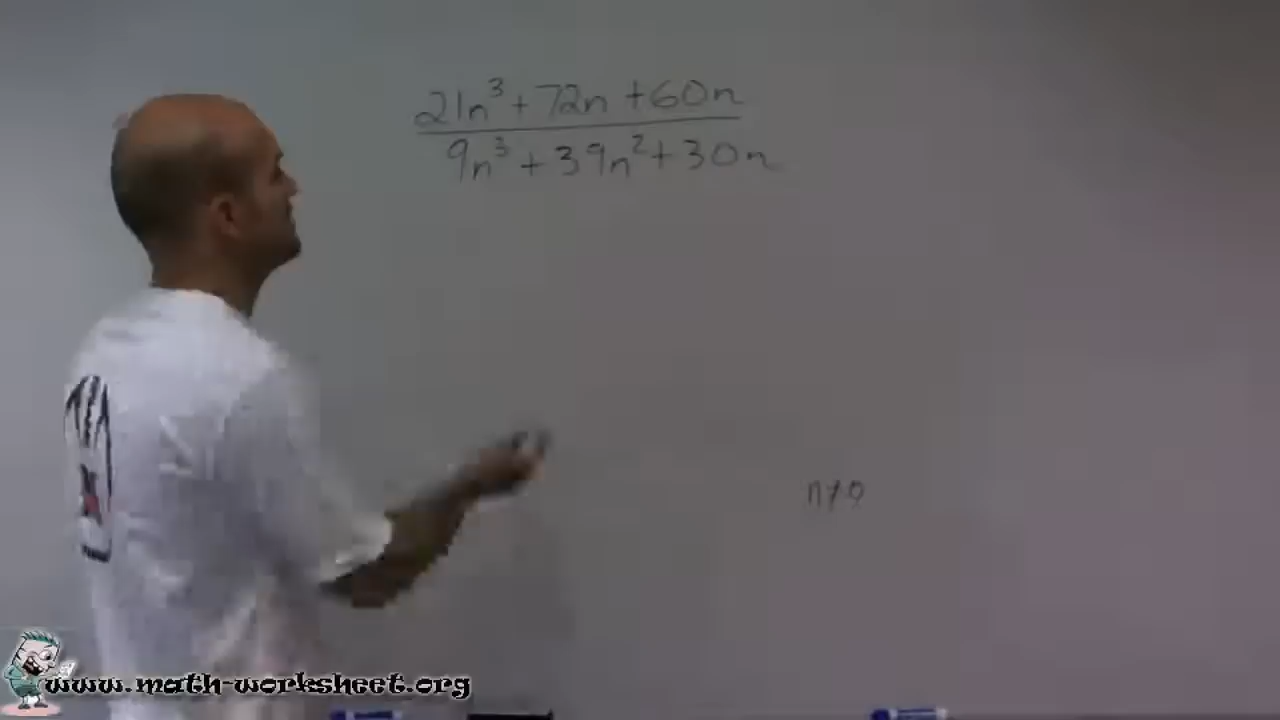 21n³ + 72n + 60n
9n³ + 39n² + 30n
n≠0
www.math-worksheet.org